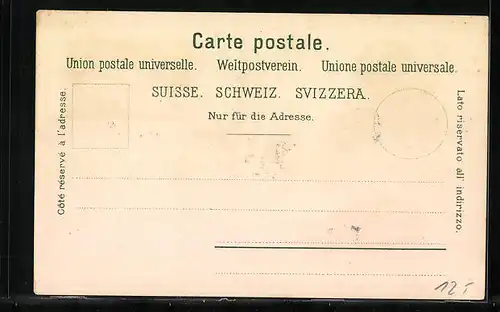 Carte postale.
Union postale universelle. Weltpostverein. Unione postale universale.
SUISSE. SCHWEIZ. SVIZZERA.
Nur für die Adresse.
Côté réservé à l'adresse.
Lato riservato all' indirizzo.